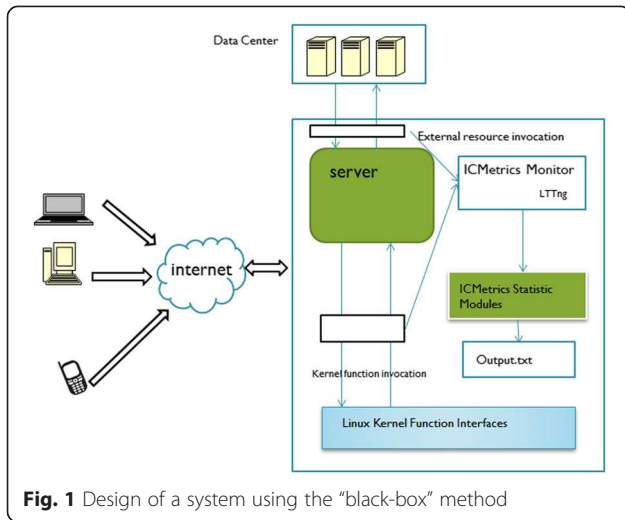 Data Center
External resource invocation
server
ICMetrics Monitor
LTTng
internet
ICMetrics Statistic
Modules
Output.txt
Kernel function invocation
Linux Kernel Function Interfaces
Fig. 1 Design of a system using the “black-box” method